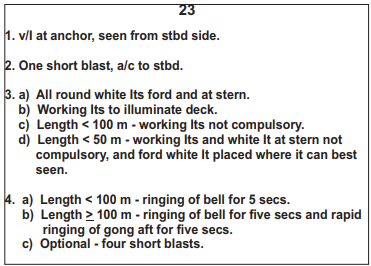 23
1. v/l at anchor, seen from stbd side.
2. One short blast, a/c to stbd.
3. a) All round white lts ford and at stern.
b) Working lts to illuminate deck.
c) Length < 100 m - working lts not compulsory.
d) Length < 50 m - working lts and white lt at stern not
compulsory, and ford white lt placed where it can best
seen.
4. a) Length < 100 m - ringing of bell for 5 secs.
b) Length ≥ 100 m - ringing of bell for five secs and rapid
ringing of gong aft for five secs.
c) Optional - four short blasts.